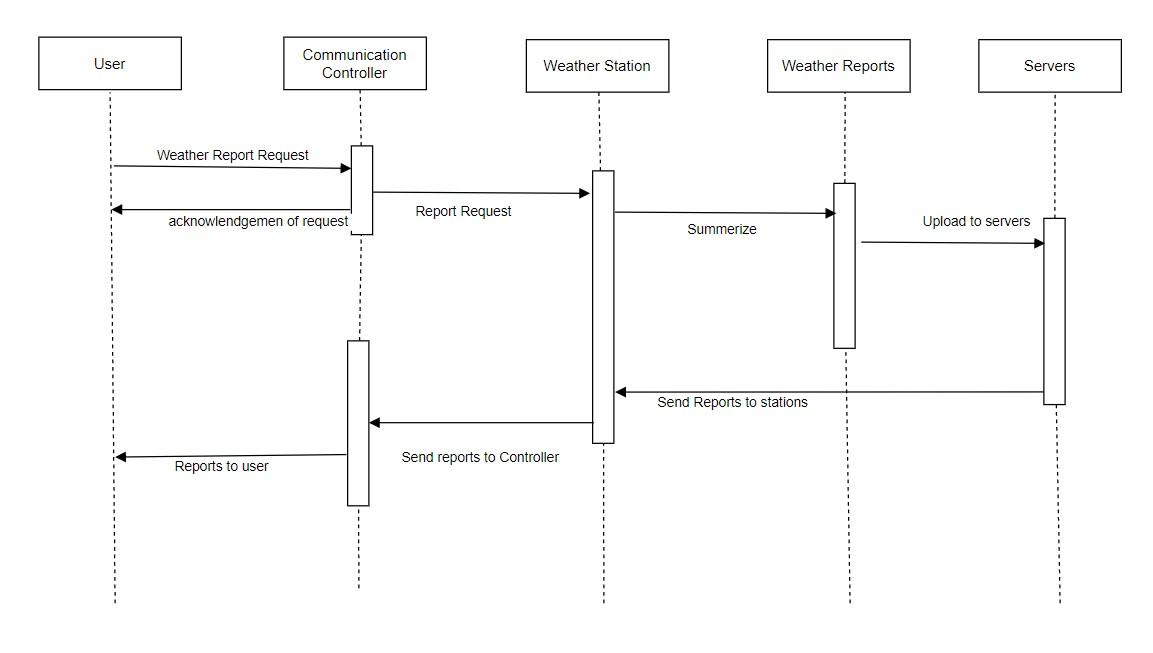 User
Communication
Controller
Weather Station
Weather Reports
Servers
Weather Report Request
acknowlendgemen of request
Report Request
Summerize
Upload to servers
Send Reports to stations
Send reports to Controller
Reports to user